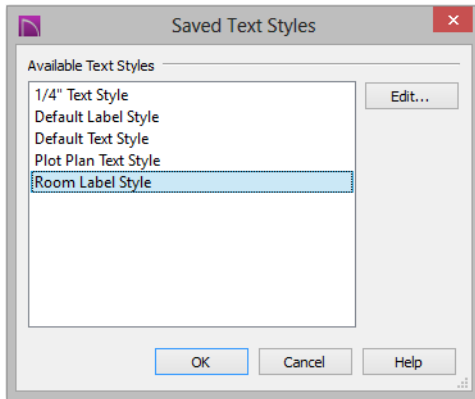 Saved Text Styles
Available Text Styles
1/4" Text Style
Default Label Style
Default Text Style
Plot Plan Text Style
Room Label Style
Edit...
OK
Cancel
Help